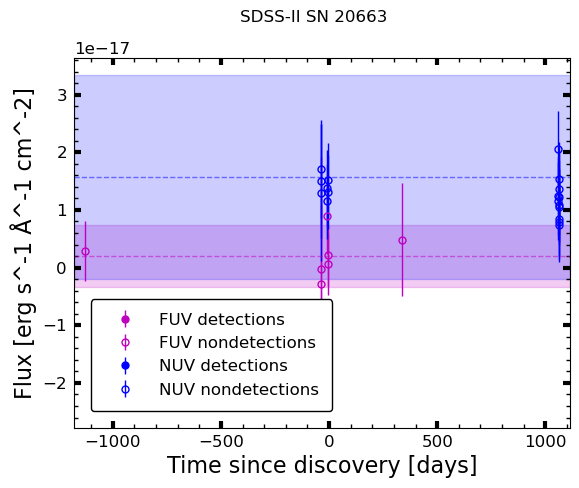 SDSS-II SN 20663
1e−17
3
2
1
0
−1
−2
Flux [erg s^-1 Å^-1 cm^-2]
FUV detections
FUV nondetections
NUV detections
NUV nondetections
−1000 −500 0 500 1000
Time since discovery [days]